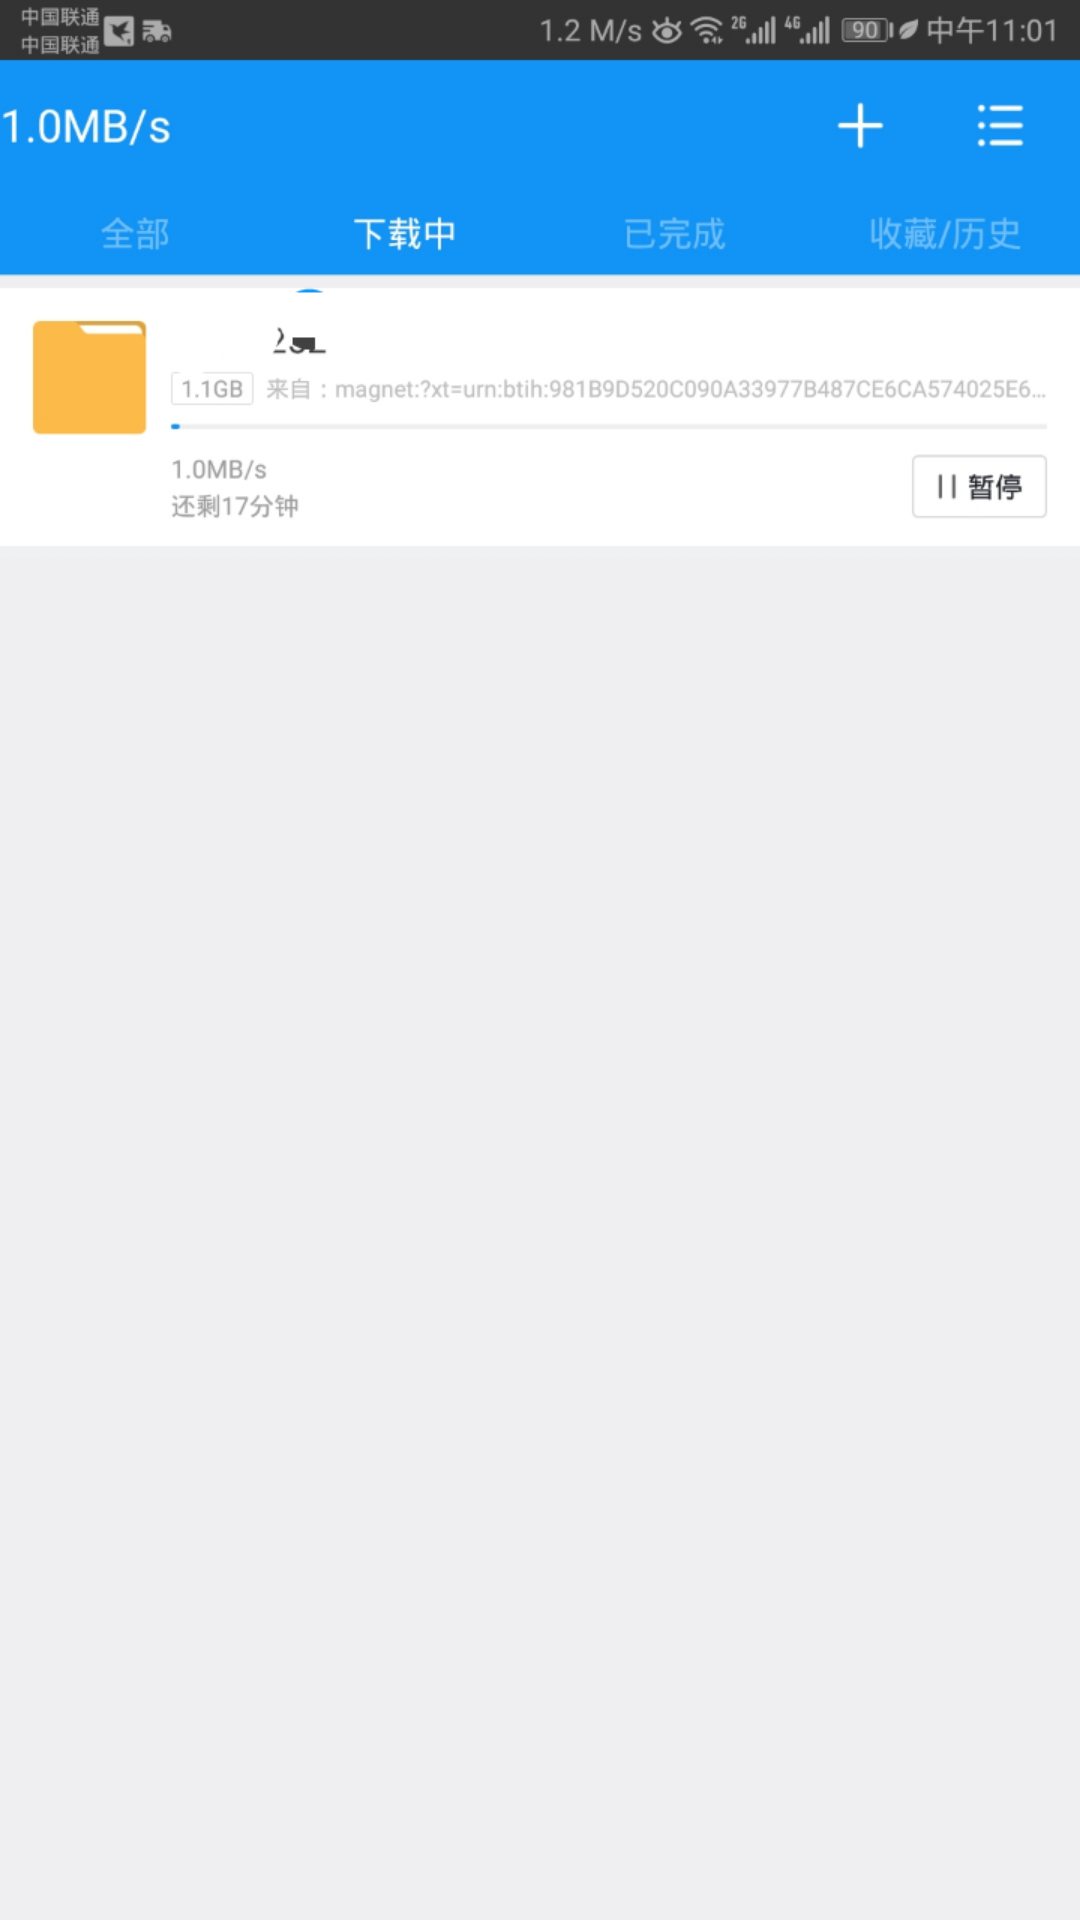 中国联通
中国联通
1.2 M/s 2G 4G 90 中午11:01
1.0MB/s
全部 下载中 已完成 收藏/历史
1.1GB 来自：magnet:?xt=urn:btih:981B9D520C090A33977B487CE6CA574025E6...
1.0MB/s
还剩17分钟
暂停